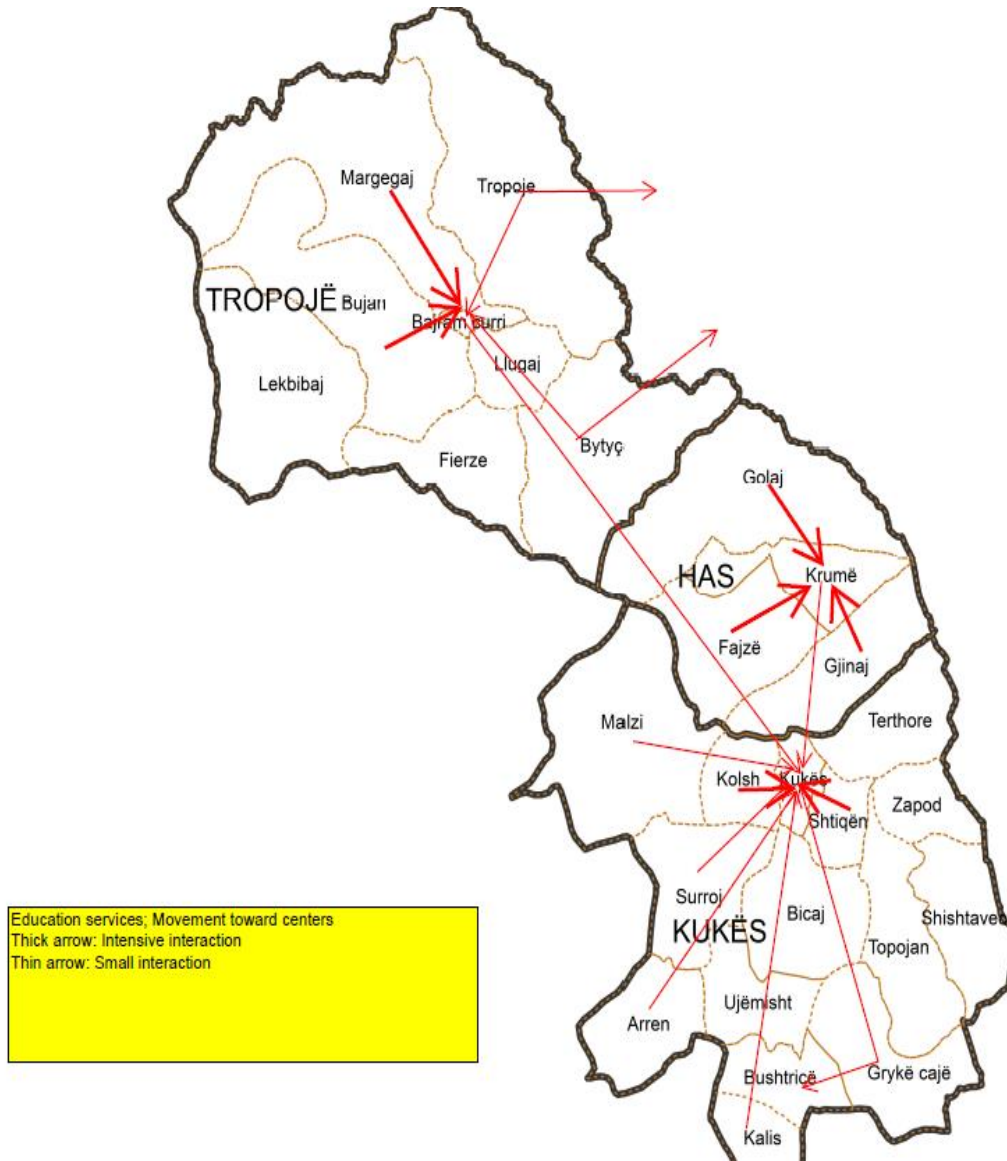 Margegaj
Tropoje
TROPOJË
Bujan
Bajram curri
Llugaj
Lekbibaj
Bytyç
Fierze
Golaj
HAS
Krumë
Fajzë
Gjinaj
Malzi
Terthore
Kolsh
Kukës
Zapod
Shtiqën
Surroj
Bicaj
Shishtavec
KUKËS
Topojan
Ujëmisht
Arren
Bushtricë
Grykë cajë
Kalis
Education services; Movement toward centers
Thick arrow: Intensive interaction
Thin arrow: Small interaction